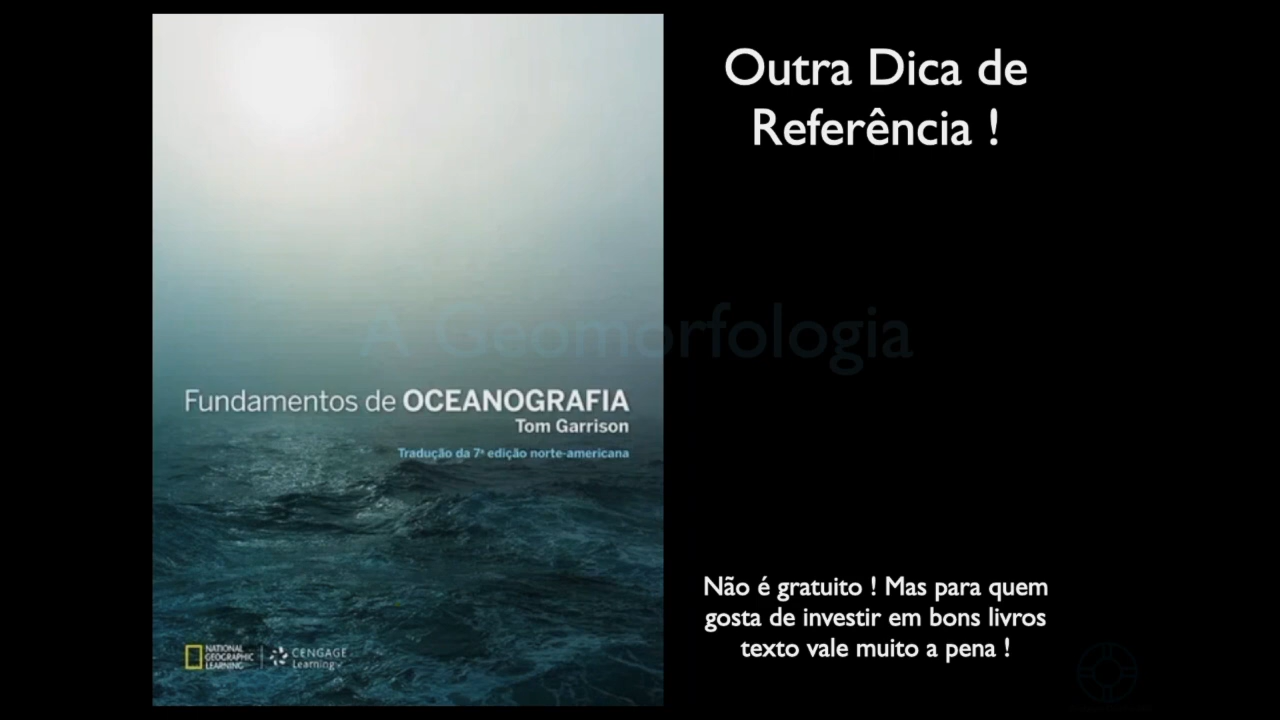 Outra Dica de
Referência !
A Geomorfologia
Fundamentos de OCEANOGRAFIA
Tom Garrison
Tradução da 7ª edição norte-americana
Não é gratuito ! Mas para quem
gosta de investir em bons livros
texto vale muito a pena !
NATIONAL
GEOGRAPHIC
LEARNING
CENGAGE
Learning